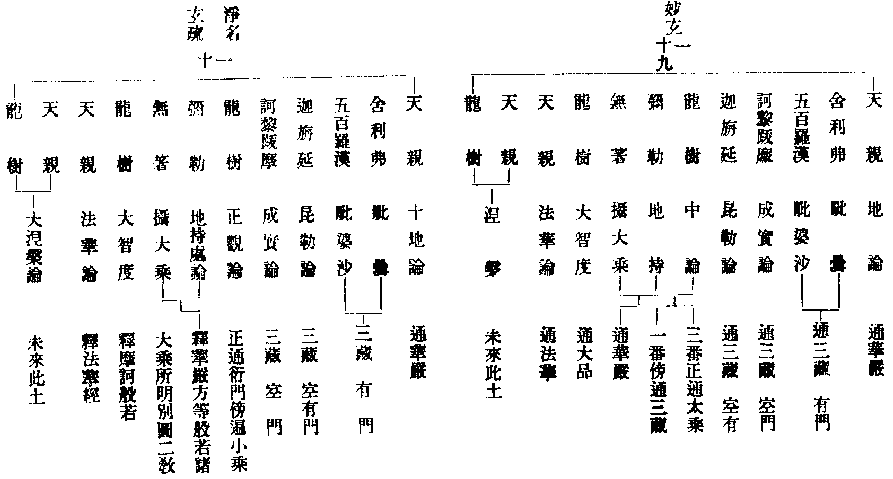 妙玄
十一
九
天親 地論 通華嚴
舍利弗 毗曇
五百羅漢 毗婆沙
通三藏 有門
訶黎跋摩 成實論 通三藏 空門
迦旃延 昆勒論 通三藏 空有
龍樹 中論 三番正通大乘
彌勒 地持 一番傍通三藏
無著 攝大乘 通華嚴
龍樹 大智度 通大品
天親 法華論 通法華
天親
龍樹
涅槃 未來此土
淨名
玄疏
十一
天親 十地論 通華嚴
舍利弗 毗曇
五百羅漢 毗婆沙
三藏 有門
迦旃延 昆勒論 三藏 空有門
訶黎跋摩 成實論 三藏 空門
龍樹 正觀論 正通衍門傍通小乘
彌勒 地持處論 釋華嚴方等般若諸
無著 攝大乘 大乘所明別圓二教
龍樹 大智度 釋摩訶般若
天親 法華論 釋法華經
天親
龍樹
大涅槃論 未來此土